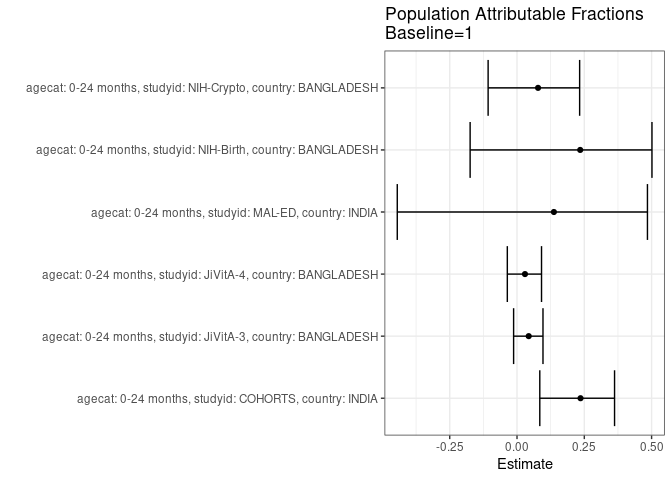 Population Attributable Fractions
Baseline=1
agecat: 0-24 months, studyid: NIH-Crypto, country: BANGLADESH
agecat: 0-24 months, studyid: NIH-Birth, country: BANGLADESH
agecat: 0-24 months, studyid: MAL-ED, country: INDIA
agecat: 0-24 months, studyid: JiVitA-4, country: BANGLADESH
agecat: 0-24 months, studyid: JiVitA-3, country: BANGLADESH
agecat: 0-24 months, studyid: COHORTS, country: INDIA
-0.25 0.00 0.25 0.50
Estimate